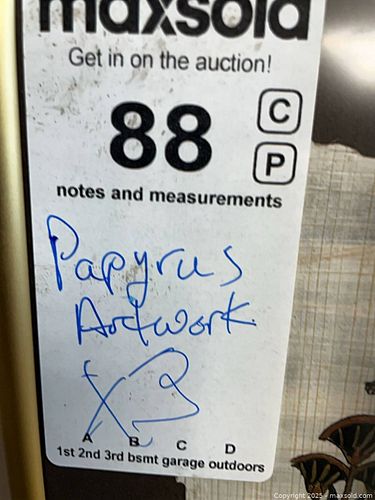 maxsold
Get in on the auction!
88
C
P
notes and measurements
Papyrus
Artwork
x3
A B C D
1st 2nd 3rd bsmt garage outdoors
Copyright 2025 - maxsold.com